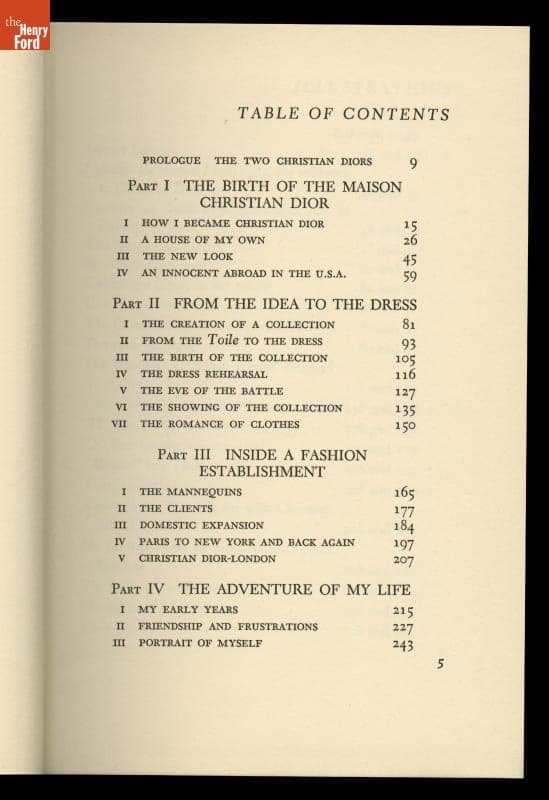 the
Henry
Ford
TABLE OF CONTENTS
PROLOGUE THE TWO CHRISTIAN DIORS 9
PART I THE BIRTH OF THE MAISON
CHRISTIAN DIOR
I HOW I BECAME CHRISTIAN DIOR 15
II A HOUSE OF MY OWN 26
III THE NEW LOOK 45
IV AN INNOCENT ABROAD IN THE U.S.A. 59
PART II FROM THE IDEA TO THE DRESS
I THE CREATION OF A COLLECTION 81
II FROM THE Toile TO THE DRESS 93
III THE BIRTH OF THE COLLECTION 105
IV THE DRESS REHEARSAL 116
V THE EVE OF THE BATTLE 127
VI THE SHOWING OF THE COLLECTION 135
VII THE ROMANCE OF CLOTHES 150
PART III INSIDE A FASHION
ESTABLISHMENT
I THE MANNEQUINS 165
II THE CLIENTS 177
III DOMESTIC EXPANSION 184
IV PARIS TO NEW YORK AND BACK AGAIN 197
V CHRISTIAN DIOR-LONDON 207
PART IV THE ADVENTURE OF MY LIFE
I MY EARLY YEARS 215
II FRIENDSHIP AND FRUSTRATIONS 227
III PORTRAIT OF MYSELF 243
5